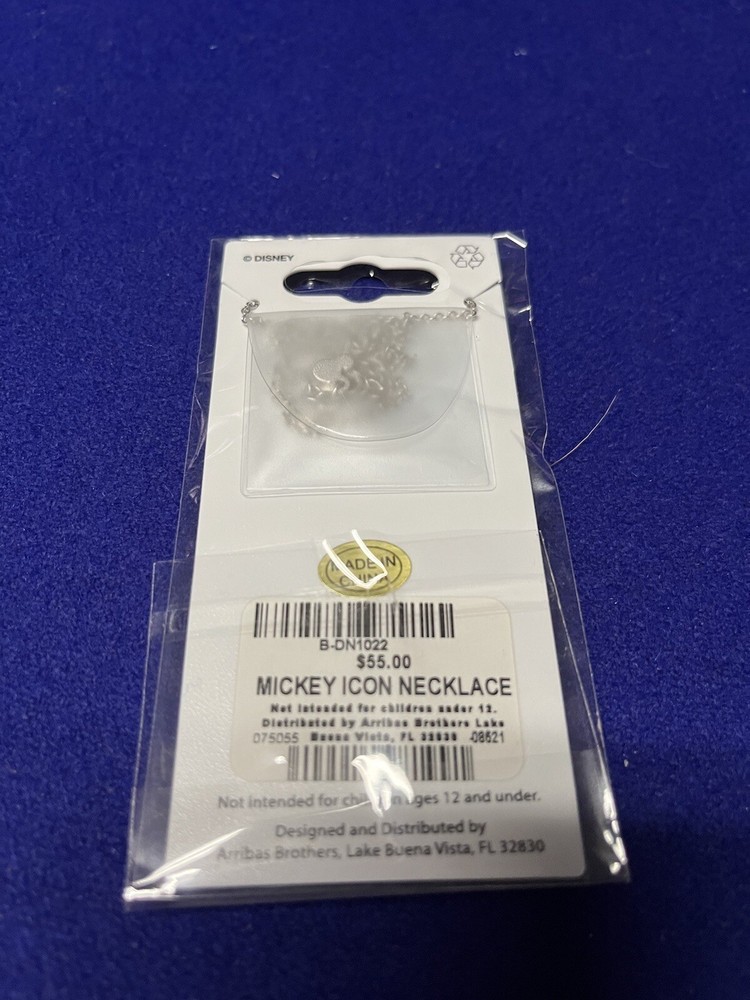 © DISNEY
MADE IN
CHINA
B-DN1022
$55.00
MICKEY ICON NECKLACE
Not intended for children under 12.
Distributed by Arribas Brothers Lake
075055 Buena Vista, FL 32830 -08621
Not intended for children ages 12 and under.
Designed and Distributed by
Arribas Brothers, Lake Buena Vista, FL 32830